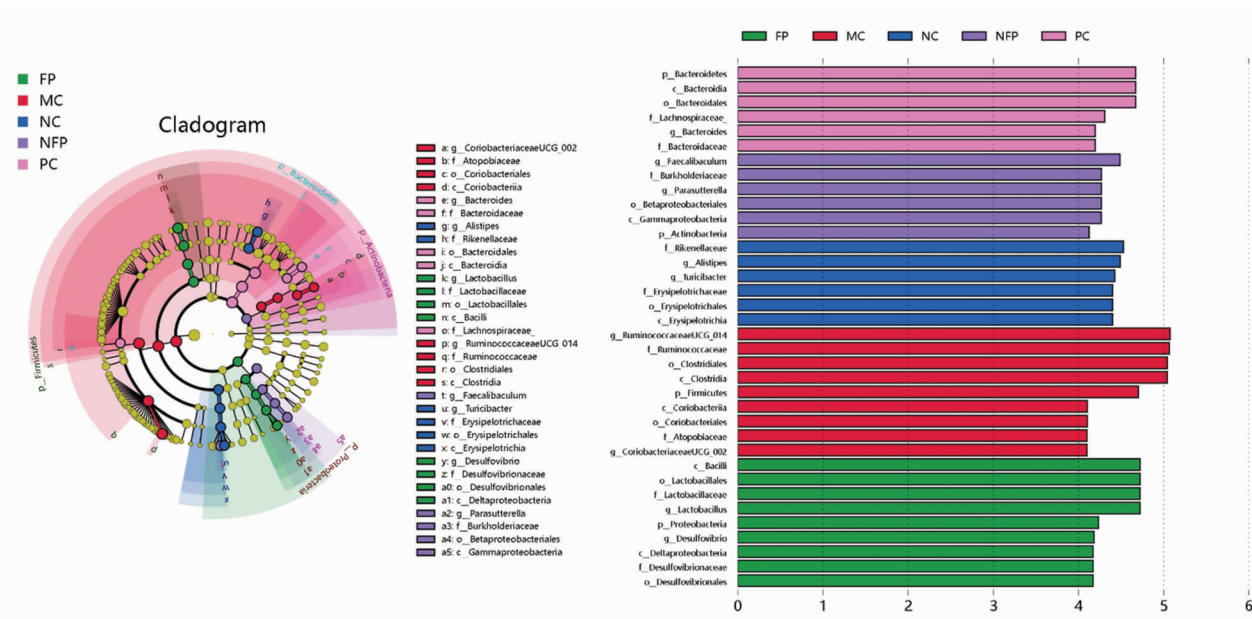 FP
MC
NC
NFP
PC
Cladogram
p__Bacteroidetes
p__Actinobacteria
p__Firmicutes
p__Proteobacteria
n
m
h
g
d
c
b
a
s
r
q
p
u
v
w
x
z
a0
a1
a4
a5
a: g__CoriobacteriaceaeUCG_002
b: f__Atopobiaceae
c: o__Coriobacteriales
d: c__Coriobacteriia
e: g__Bacteroides
f: f__Bacteroidaceae
g: g__Alistipes
h: f__Rikenellaceae
i: o__Bacteroidales
j: c__Bacteroidia
k: g__Lactobacillus
l: f__Lactobacillaceae
m: o__Lactobacillales
n: c__Bacilli
o: f__Lachnospiraceae_
p: g__RuminococcaceaeUCG_014
q: f__Ruminococcaceae
r: o__Clostridiales
s: c__Clostridia
t: g__Faecalibaculum
u: g__Turicibacter
v: f__Erysipelotrichaceae
w: o__Erysipelotrichales
x: c__Erysipelotrichia
y: g__Desulfovibrio
z: f__Desulfovibrionaceae
a0: o__Desulfovibrionales
a1: c__Deltaproteobacteria
a2: g__Parasutterella
a3: f__Burkholderiaceae
a4: o__Betaproteobacteriales
a5: c__Gammaproteobacteria
FP MC NC NFP PC
p__Bacteroidetes
c__Bacteroidia
o__Bacteroidales
f__Lachnospiraceae_
g__Bacteroides
f__Bacteroidaceae
g__Faecalibaculum
f__Burkholderiaceae
g__Parasutterella
o__Betaproteobacteriales
c__Gammaproteobacteria
p__Actinobacteria
f__Rikenellaceae
g__Alistipes
g__Turicibacter
f__Erysipelotrichaceae
o__Erysipelotrichales
c__Erysipelotrichia
g__RuminococcaceaeUCG_014
f__Ruminococcaceae
o__Clostridiales
c__Clostridia
p__Firmicutes
c__Coriobacteriia
o__Coriobacteriales
f__Atopobiaceae
g__CoriobacteriaceaeUCG_002
c__Bacilli
o__Lactobacillales
f__Lactobacillaceae
g__Lactobacillus
p__Proteobacteria
g__Desulfovibrio
c__Deltaproteobacteria
f__Desulfovibrionaceae
o__Desulfovibrionales
0 1 2 3 4 5 6